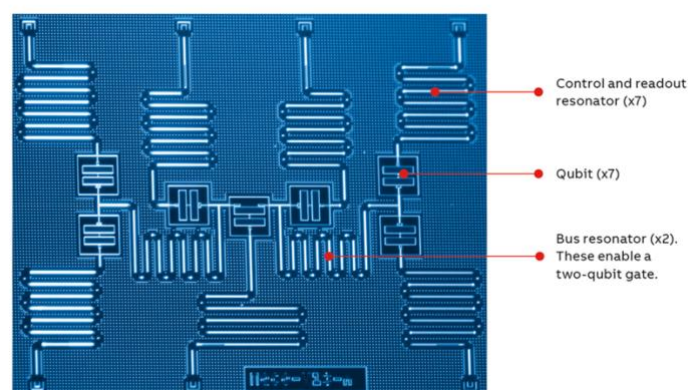 Control and readout
resonator (x7)
Qubit (x7)
Bus resonator (x2).
These enable a
two-qubit gate.